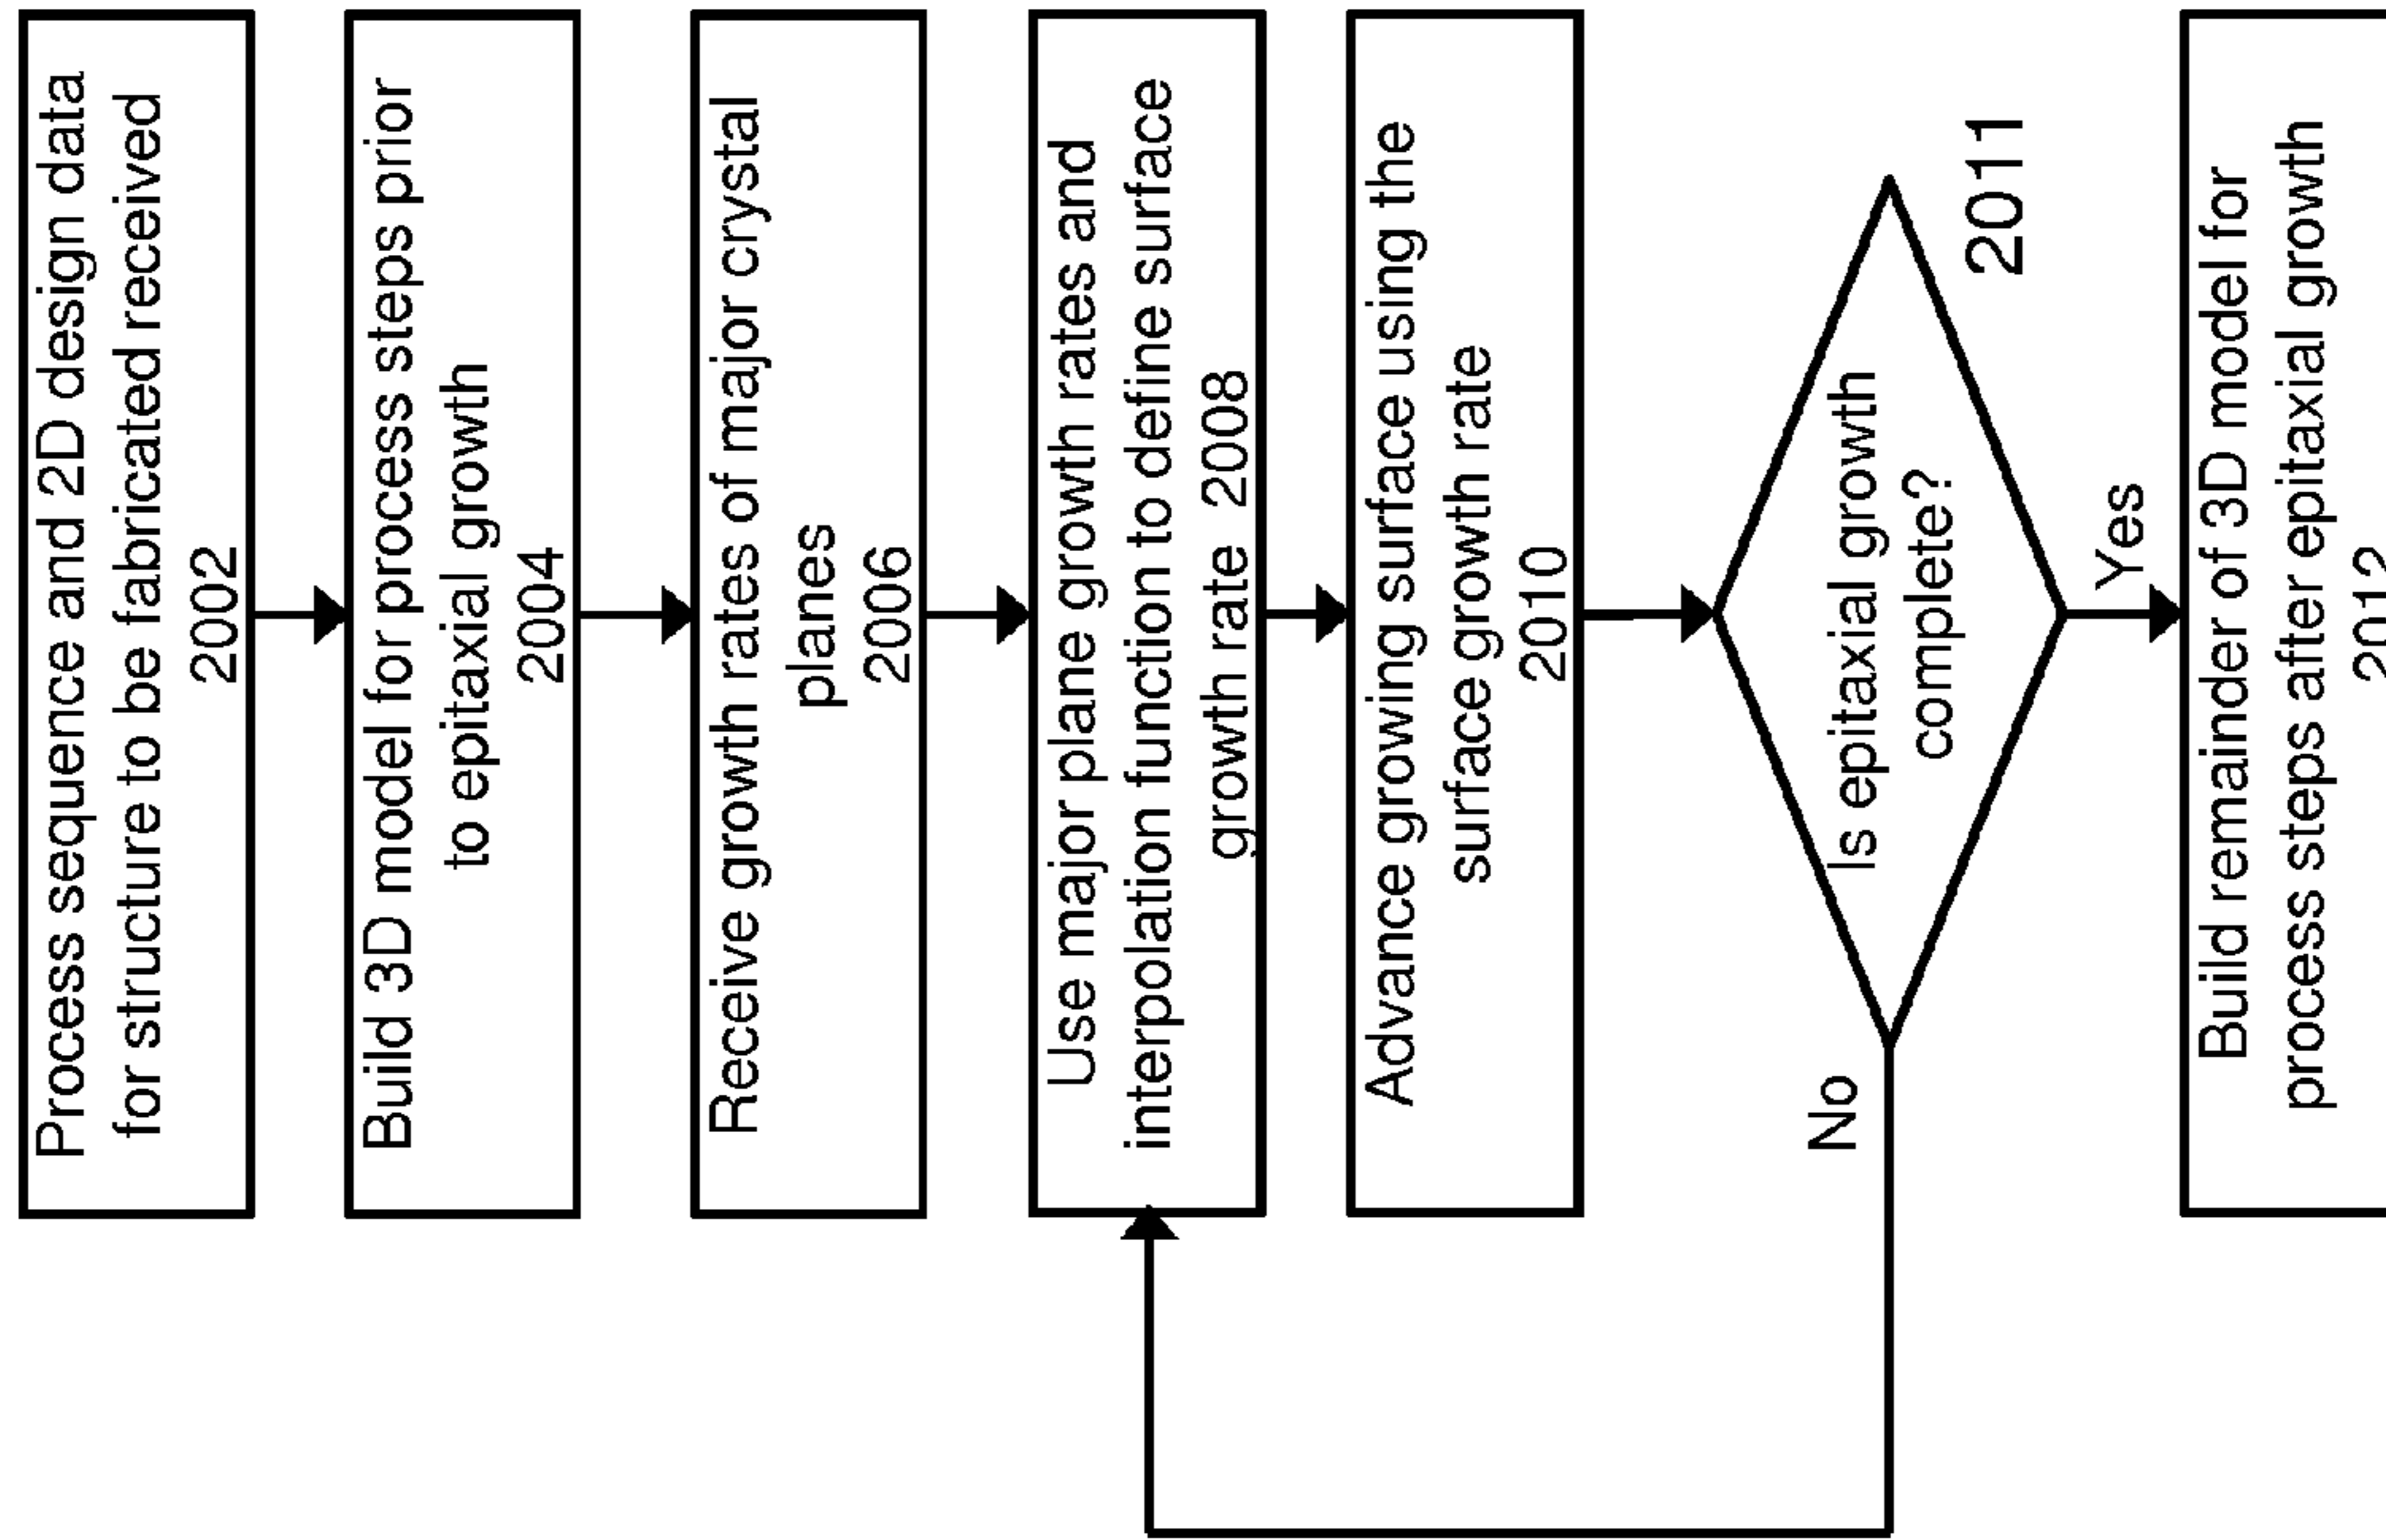 Process sequence and 2D design data
for structure to be fabricated received
2002
Build 3D model for process steps prior
to epitaxial growth
2004
Receive growth rates of major crystal
planes
2006
Use major plane growth rates and
interpolation function to define surface
growth rate 2008
Advance growing surface using the
surface growth rate
2010
Is epitaxial growth
complete?
2011
No
Yes
Build remainder of 3D model for
process steps after epitaxial growth
2012